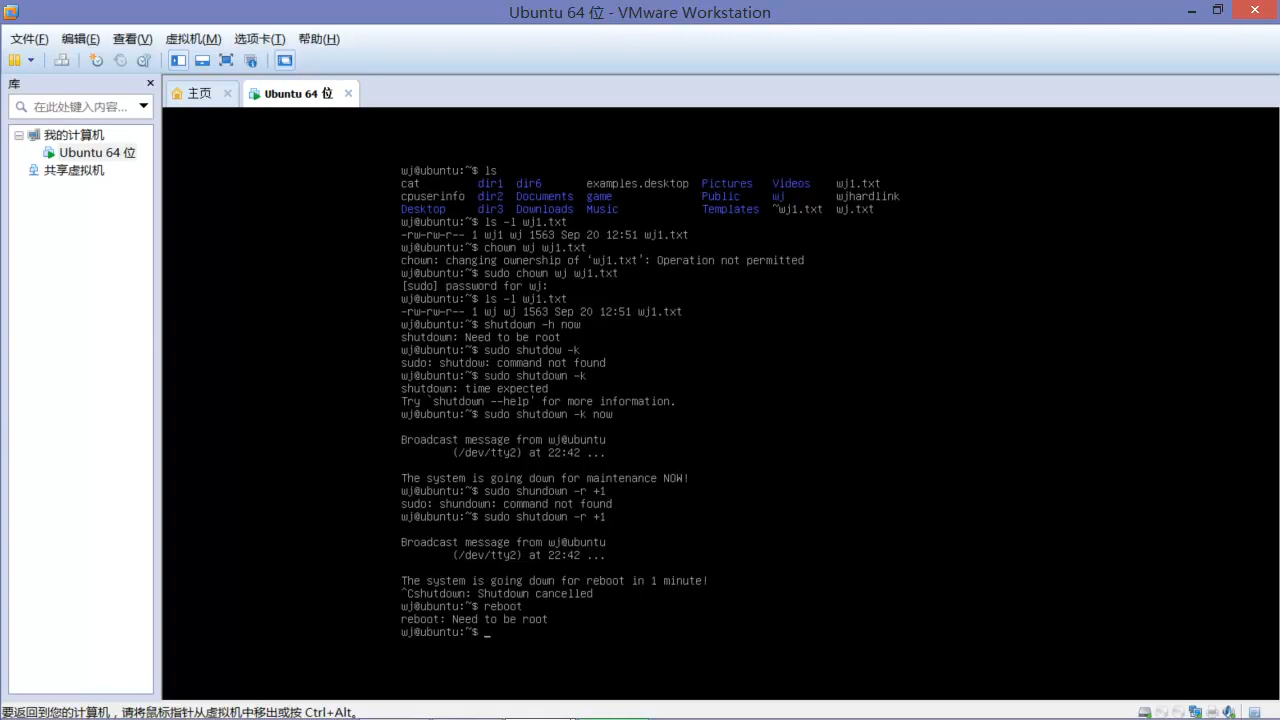 Ubuntu 64 位 - VMware Workstation
文件(F) 编辑(E) 查看(V) 虚拟机(M) 选项卡(T) 帮助(H)
库
主页 Ubuntu 64 位
在此处键入内容...
我的计算机
Ubuntu 64 位
共享虚拟机
wj@ubuntu:~$ ls
cat dir1 dir6 examples.desktop Pictures Videos wj1.txt
cpuserinfo dir2 Documents game Public wj wjhardlink
Desktop dir3 Downloads Music Templates ~wj1.txt wj.txt
wj@ubuntu:~$ ls -l wj1.txt
-rw-rw-r-- 1 wj1 wj 1563 Sep 20 12:51 wj1.txt
wj@ubuntu:~$ chown wj wj1.txt
chown: changing ownership of ‘wj1.txt’: Operation not permitted
wj@ubuntu:~$ sudo chown wj wj1.txt
[sudo] password for wj:
wj@ubuntu:~$ ls -l wj1.txt
-rw-rw-r-- 1 wj wj 1563 Sep 20 12:51 wj1.txt
wj@ubuntu:~$ shutdown -h now
shutdown: Need to be root
wj@ubuntu:~$ sudo shutdow -k
sudo: shutdow: command not found
wj@ubuntu:~$ sudo shutdown -k
shutdown: time expected
Try `shutdown --help' for more information.
wj@ubuntu:~$ sudo shutdown -k now
Broadcast message from wj@ubuntu
(/dev/tty2) at 22:42 ...
The system is going down for maintenance NOW!
wj@ubuntu:~$ sudo shundown -r +1
sudo: shundown: command not found
wj@ubuntu:~$ sudo shutdown -r +1
Broadcast message from wj@ubuntu
(/dev/tty2) at 22:42 ...
The system is going down for reboot in 1 minute!
^Cshutdown: Shutdown cancelled
wj@ubuntu:~$ reboot
reboot: Need to be root
wj@ubuntu:~$ _
要返回到您的计算机，请将鼠标指针从虚拟机中移出或按 Ctrl+Alt。